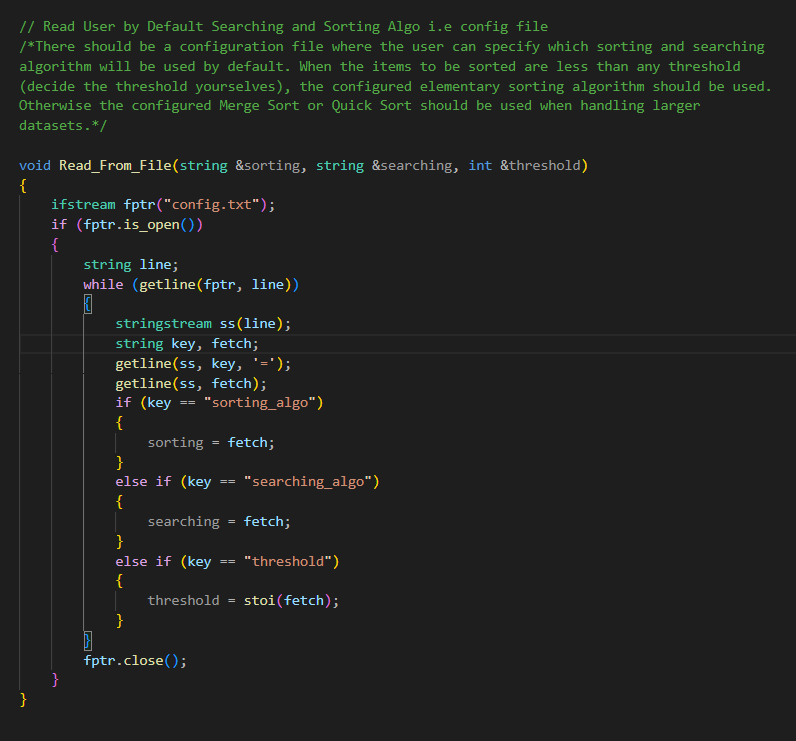 // Read User by Default Searching and Sorting Algo i.e config file
/*There should be a configuration file where the user can specify which sorting and searching
algorithm will be used by default. When the items to be sorted are less than any threshold
(decide the threshold yourselves), the configured elementary sorting algorithm should be used.
Otherwise the configured Merge Sort or Quick Sort should be used when handling larger
datasets.*/

void Read_From_File(string &sorting, string &searching, int &threshold)
{
    ifstream fptr("config.txt");
    if (fptr.is_open())
    {
        string line;
        while (getline(fptr, line))
        {
            stringstream ss(line);
            string key, fetch;
            getline(ss, key, '=');
            getline(ss, fetch);
            if (key == "sorting_algo")
            {
                sorting = fetch;
            }
            else if (key == "searching_algo")
            {
                searching = fetch;
            }
            else if (key == "threshold")
            {
                threshold = stoi(fetch);
            }
        }
        fptr.close();
    }
}